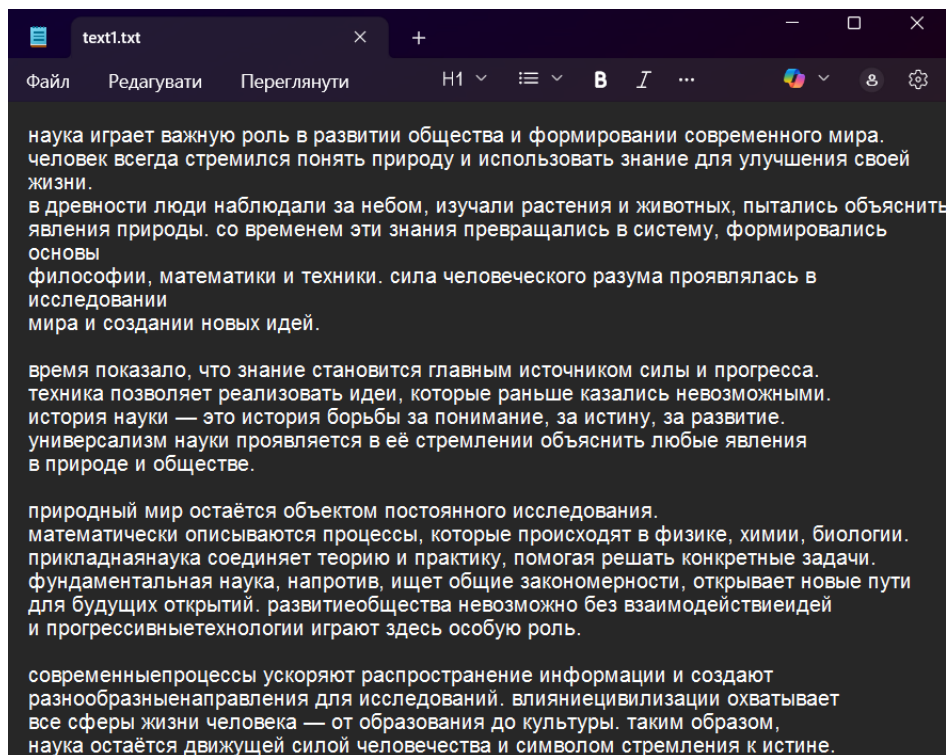 text1.txt
Файл Редагувати Переглянути H1 B I ...
наука играет важную роль в развитии общества и формировании современного мира.
человек всегда стремился понять природу и использовать знание для улучшения своей
жизни.
в древности люди наблюдали за небом, изучали растения и животных, пытались объяснить
явления природы. со временем эти знания превращались в систему, формировались
основы
философии, математики и техники. сила человеческого разума проявлялась в
исследовании
мира и создании новых идей.
время показало, что знание становится главным источником силы и прогресса.
техника позволяет реализовать идеи, которые раньше казались невозможными.
история науки — это история борьбы за понимание, за истину, за развитие.
универсализм науки проявляется в её стремлении объяснить любые явления
в природе и обществе.
природный мир остаётся объектом постоянного исследования.
математически описываются процессы, которые происходят в физике, химии, биологии.
прикладнаянаука соединяет теорию и практику, помогая решать конкретные задачи.
фундаментальная наука, напротив, ищет общие закономерности, открывает новые пути
для будущих открытий. развитиеобщества невозможно без взаимодействиеидей
и прогрессивныетехнологии играют здесь особую роль.
современныепроцессы ускоряют распространение информации и создают
разнообразныенаправления для исследований. влияниецивилизации охватывает
все сферы жизни человека — от образования до культуры. таким образом,
наука остаётся движущей силой человечества и символом стремления к истине.